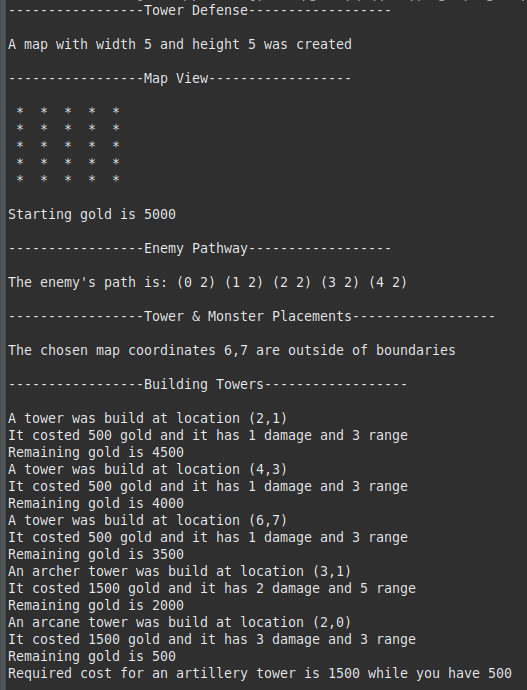 ----------------Tower Defense-----------------
A map with width 5 and height 5 was created
----------------Map View-----------------
* * * * *
* * * * *
* * * * *
* * * * *
* * * * *
Starting gold is 5000
----------------Enemy Pathway-----------------
The enemy's path is: (0 2) (1 2) (2 2) (3 2) (4 2)
----------------Tower & Monster Placements-----------------
The chosen map coordinates 6,7 are outside of boundaries
----------------Building Towers-----------------
A tower was build at location (2,1)
It costed 500 gold and it has 1 damage and 3 range
Remaining gold is 4500
A tower was build at location (4,3)
It costed 500 gold and it has 1 damage and 3 range
Remaining gold is 4000
A tower was build at location (6,7)
It costed 500 gold and it has 1 damage and 3 range
Remaining gold is 3500
An archer tower was build at location (3,1)
It costed 1500 gold and it has 2 damage and 5 range
Remaining gold is 2000
An arcane tower was build at location (2,0)
It costed 1500 gold and it has 3 damage and 3 range
Remaining gold is 500
Required cost for an artillery tower is 1500 while you have 500